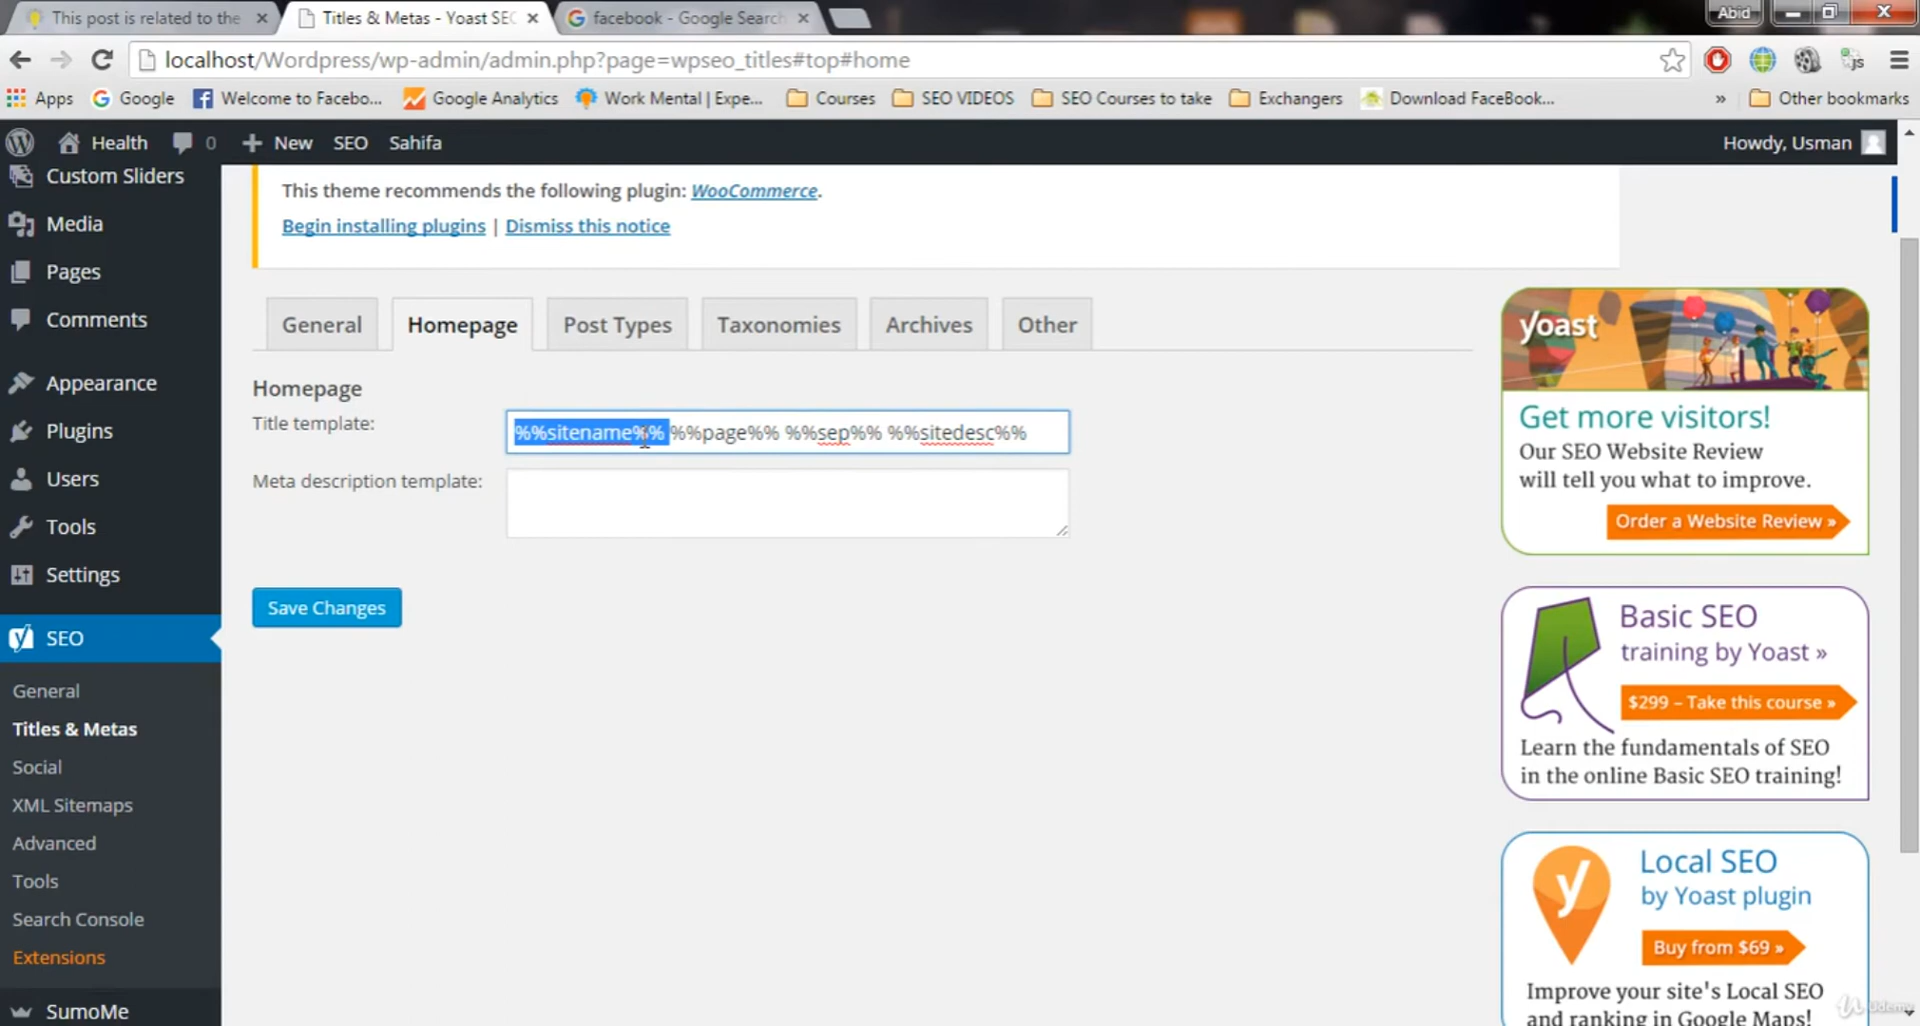 This post is related to the
Titles & Metas - Yoast SEO
facebook - Google Search
Abid
localhost/Wordpress/wp-admin/admin.php?page=wpseo_titles#top#home
js
Apps
Google
Welcome to Facebo...
Google Analytics
Work Mental | Expe...
Courses
SEO VIDEOS
SEO Courses to take
Exchangers
Download FaceBook...
»
Other bookmarks
Health
0
New
SEO
Sahifa
Howdy, Usman
Custom Sliders
Media
Pages
Comments
Appearance
Plugins
Users
Tools
Settings
SEO
General
Titles & Metas
Social
XML Sitemaps
Advanced
Tools
Search Console
Extensions
SumoMe
This theme recommends the following plugin: WooCommerce.
Begin installing plugins | Dismiss this notice
General
Homepage
Post Types
Taxonomies
Archives
Other
Homepage
Title template:
%%sitename%% %%page%% %%sep%% %%sitedesc%%
Meta description template:
Save Changes
yoast
Get more visitors!
Our SEO Website Review
will tell you what to improve.
Order a Website Review »
Basic SEO
training by Yoast »
$299 – Take this course »
Learn the fundamentals of SEO
in the online Basic SEO training!
Local SEO
by Yoast plugin
Buy from $69 »
Improve your site's Local SEO
and ranking in Google Maps!
Udemy